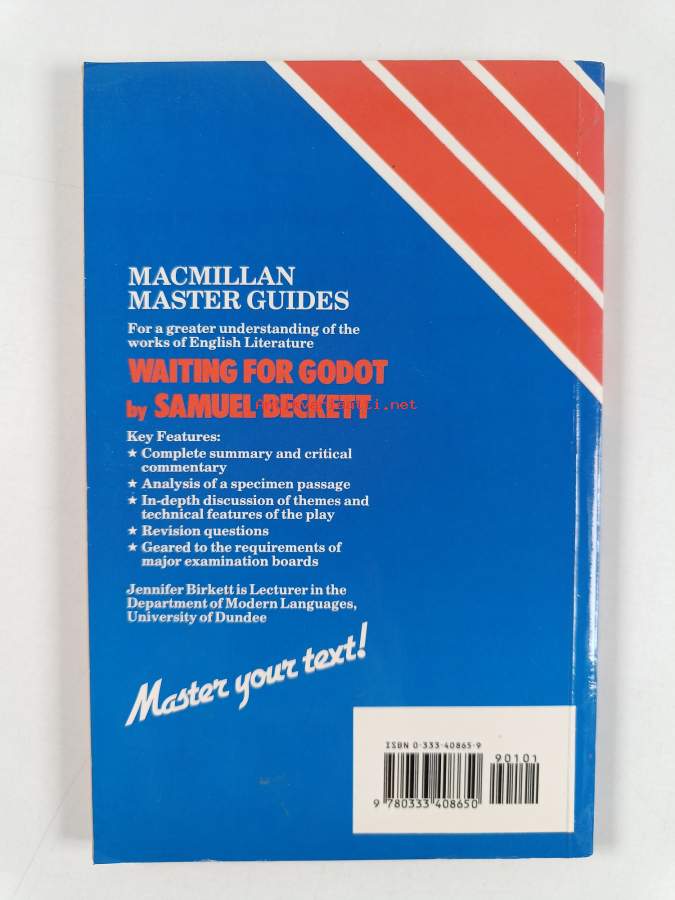 MACMILLAN
MASTER GUIDES
For a greater understanding of the
works of English Literature
WAITING FOR GODOT
by SAMUEL BECKETT
Key Features:
★ Complete summary and critical
commentary
★ Analysis of a specimen passage
★ In-depth discussion of themes and
technical features of the play
★ Revision questions
★ Geared to the requirements of
major examination boards
Jennifer Birkett is Lecturer in the
Department of Modern Languages,
University of Dundee
Master your text!
ISBN 0-333-40865-9
90101
9 780333 408650